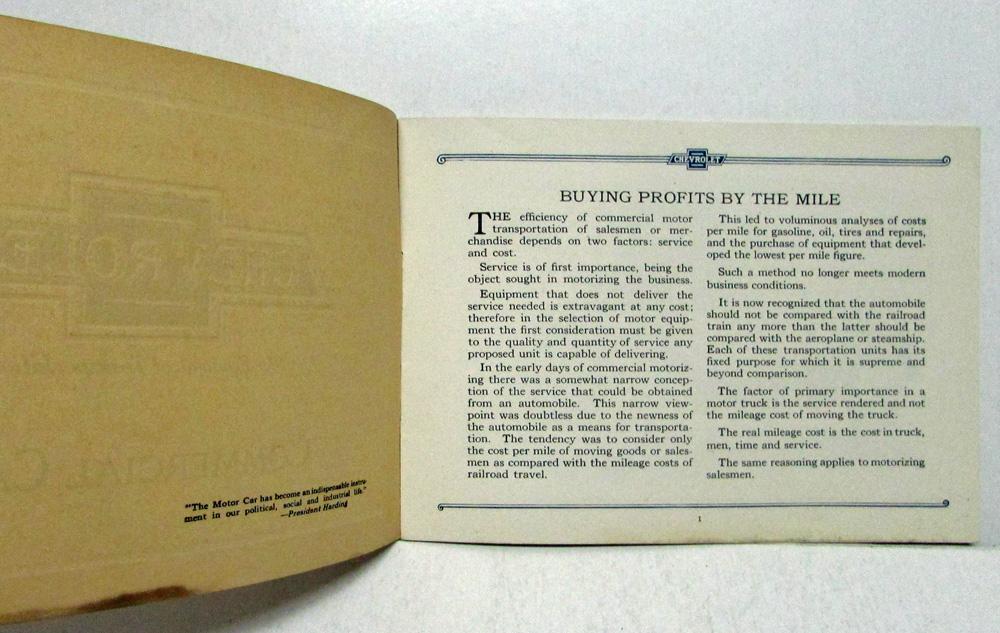 "The Motor Car has become an indispensable instru-
ment in our political, social and industrial life."
—President Harding
CHEVROLET
BUYING PROFITS BY THE MILE
THE efficiency of commercial motor
transportation of salesmen or mer-
chandise depends on two factors: service
and cost.
Service is of first importance, being the
object sought in motorizing the business.
Equipment that does not deliver the
service needed is extravagant at any cost;
therefore in the selection of motor equip-
ment the first consideration must be given
to the quality and quantity of service any
proposed unit is capable of delivering.
In the early days of commercial motoriz-
ing there was a somewhat narrow concep-
tion of the service that could be obtained
from an automobile. This narrow view-
point was doubtless due to the newness of
the automobile as a means for transporta-
tion. The tendency was to consider only
the cost per mile of moving goods or sales-
men as compared with the mileage costs of
railroad travel.
This led to voluminous analyses of costs
per mile for gasoline, oil, tires and repairs,
and the purchase of equipment that devel-
oped the lowest per mile figure.
Such a method no longer meets modern
business conditions.
It is now recognized that the automobile
should not be compared with the railroad
train any more than the latter should be
compared with the aeroplane or steamship.
Each of these transportation units has its
fixed purpose for which it is supreme and
beyond comparison.
The factor of primary importance in a
motor truck is the service rendered and not
the mileage cost of moving the truck.
The real mileage cost is the cost in truck,
men, time and service.
The same reasoning applies to motorizing
salesmen.
1